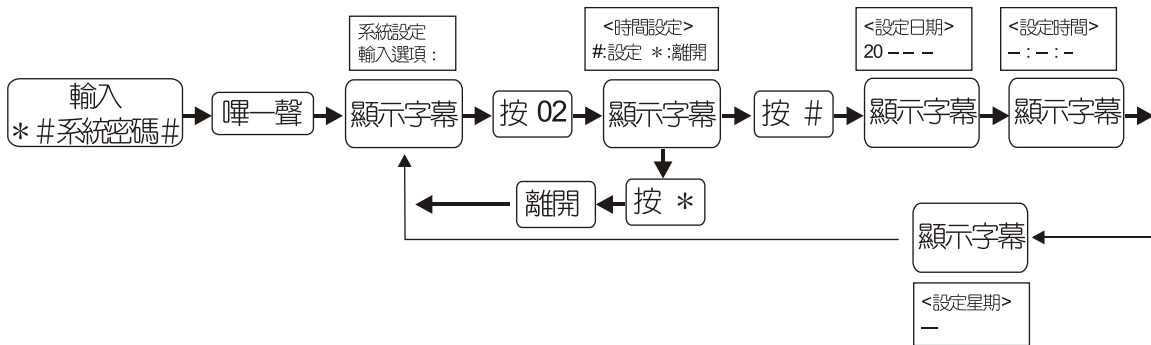 系統設定
輸入選項：
<時間設定>
#:設定 *:離開
<設定日期>
20 – – –
<設定時間>
–:–:–
輸入
*#系統密碼#
嗶一聲
顯示字幕
按 02
顯示字幕
按 #
顯示字幕
顯示字幕
離開
按 *
顯示字幕
<設定星期>
—